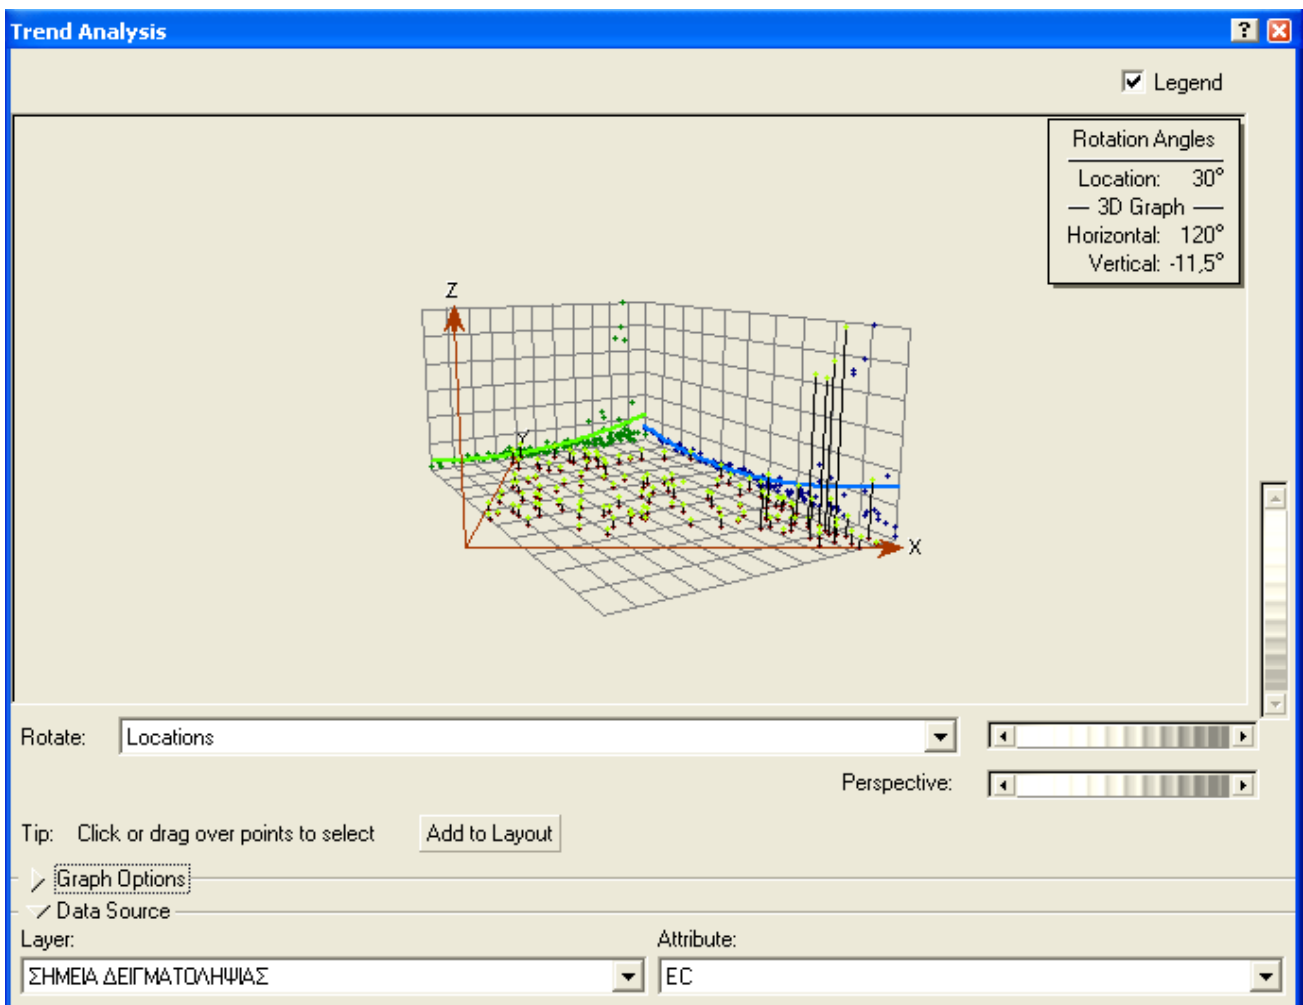 Trend Analysis
Legend
Rotation Angles
Location: 30°
3D Graph
Horizontal: 120°
Vertical: -11,5°
Z
Y
X
Rotate: Locations
Perspective:
Tip: Click or drag over points to select Add to Layout
Graph Options
Data Source
Layer: Attribute:
ΣΗΜΕΙΑ ΔΕΙΓΜΑΤΟΛΗΨΙΑΣ EC